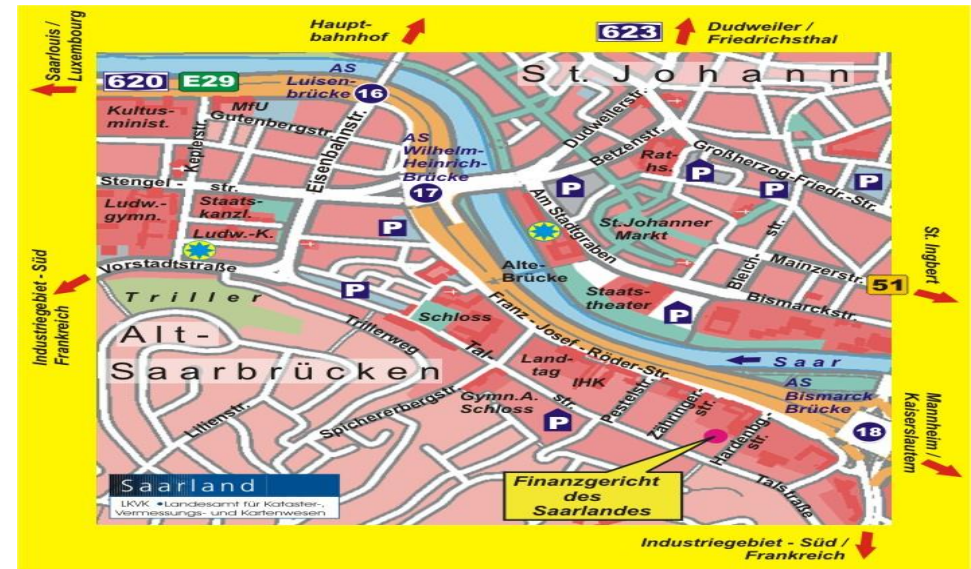 Haupt-
bahnhof
623
Dudweiler /
Friedrichsthal
Saarlouis /
Luxembourg
620
E29
AS
Luisen-
brücke
16
St. Johann
Kultus-
minist.
MfU
Gutenbergstr.
Keplerstr.
Eisenbahnstr.
AS
Wilhelm-
Heinrich-
Brücke
17
Dudweilerstr.
Betzenstr.
Rat-
hs.
Großherzog-Friedr.-Str.
P
P
P
P
Stengel-
str.
Ludw.-
gymn.
Staats-
kanzl.
Ludw.-K.
P
Am Stadtgraben
St.Johanner
Markt
Bleich-
str.
Mainzerstr.
St. Ingbert
51
Vorstadtstraße
Industriegebiet - Süd
Frankreich
Alte-
Brücke
Staats-
theater
P
Bismarckstr.
Triller
P
Schloss
Franz - Josef - Röder-Str.
Alt-
Saarbrücken
Trillerweg
Tal-
str.
Land-
tag
IHK
Saar
AS
Bismarck
Brücke
18
Lilienstr.
Spichererbergstr.
Gymn.A.
Schloss
P
Pestelstr.
Zähringer-
str.
Hardenbg.-
str.
Talstraße
Mannheim /
Kaiserslautern
Finanzgericht
des
Saarlandes
Saarland
LKVK •Landesamt für Kataster-,
Vermessungs- und Kartenwesen
Industriegebiet - Süd /
Frankreich